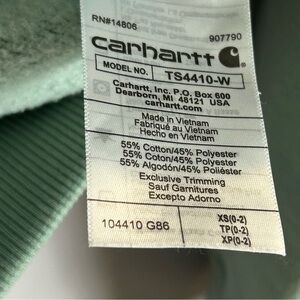 RN#14806 907790
carhartt
MODEL NO. TS4410-W
Carhartt, Inc. P.O. Box 600
Dearborn, MI 48121 USA
carhartt.com
Made in Vietnam
Fabriqué au Vietnam
Hecho en Vietnam
55% Cotton/45% Polyester
55% Coton/45% Polyester
55% Algodón/45% Poliéster
Exclusive Trimming
Sauf Garnitures
Excepto Adorno
104410 G86 XS(0-2)
TP(0-2)
XP(0-2)